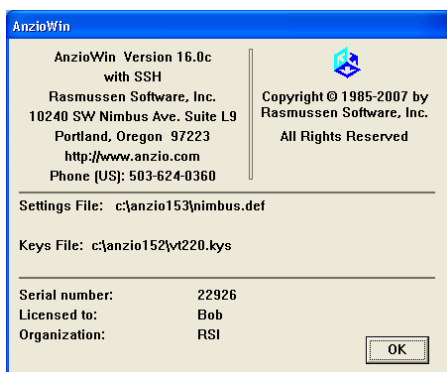 AnzioWin
AnzioWin Version 16.0c
with SSH
Rasmussen Software, Inc.
10240 SW Nimbus Ave. Suite L9
Portland, Oregon 97223
http://www.anzio.com
Phone (US): 503-624-0360
Copyright © 1985-2007 by
Rasmussen Software, Inc.
All Rights Reserved
Settings File: c:\anzio153\nimbus.def
Keys File: c:\anzio152\vt220.kys
Serial number: 22926
Licensed to: Bob
Organization: RSI
OK